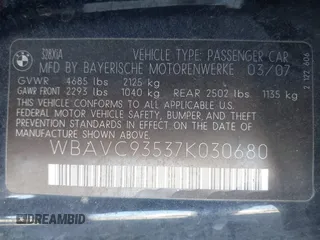 BMW
328XIA
VEHICLE TYPE: PASSENGER CAR
MFD BY BAYERISCHE MOTORENWERKE 03/07
GVWR 4685 LBS 2125 KG
GAWR FRONT 2293 LBS 1040 KG REAR 2502 LBS 1135 KG
THIS VEHICLE CONFORMS TO ALL APPLICABLE U.S.
FEDERAL MOTOR VEHICLE SAFETY, BUMPER, AND THEFT
PREVENTION STANDARDS IN EFFECT ON THE DATE OF
MANUFACTURE SHOWN ABOVE.
WBAVC93537K030680
DREAMBID